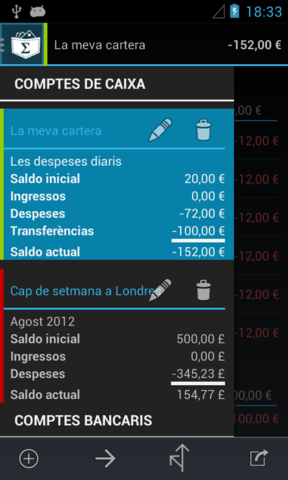 18:33
La meva cartera -152,00 €
COMPTES DE CAIXA
La meva cartera
Les despeses diaris
Saldo inicial 20,00 €
Ingressos 0,00 €
Despeses -72,00 €
Transferències -100,00 €
Saldo actual -152,00 €
Cap de setmana a Londre
Agost 2012
Saldo inicial 500,00 £
Ingressos 0,00 £
Despeses -345,23 £
Saldo actual 154,77 £
COMPTES BANCARIS
,00 €
-12,00 €
-12,00 €
-12,00 €
-12,00 €
-12,00 €
-12,00 €
00,00 €
100,00 €